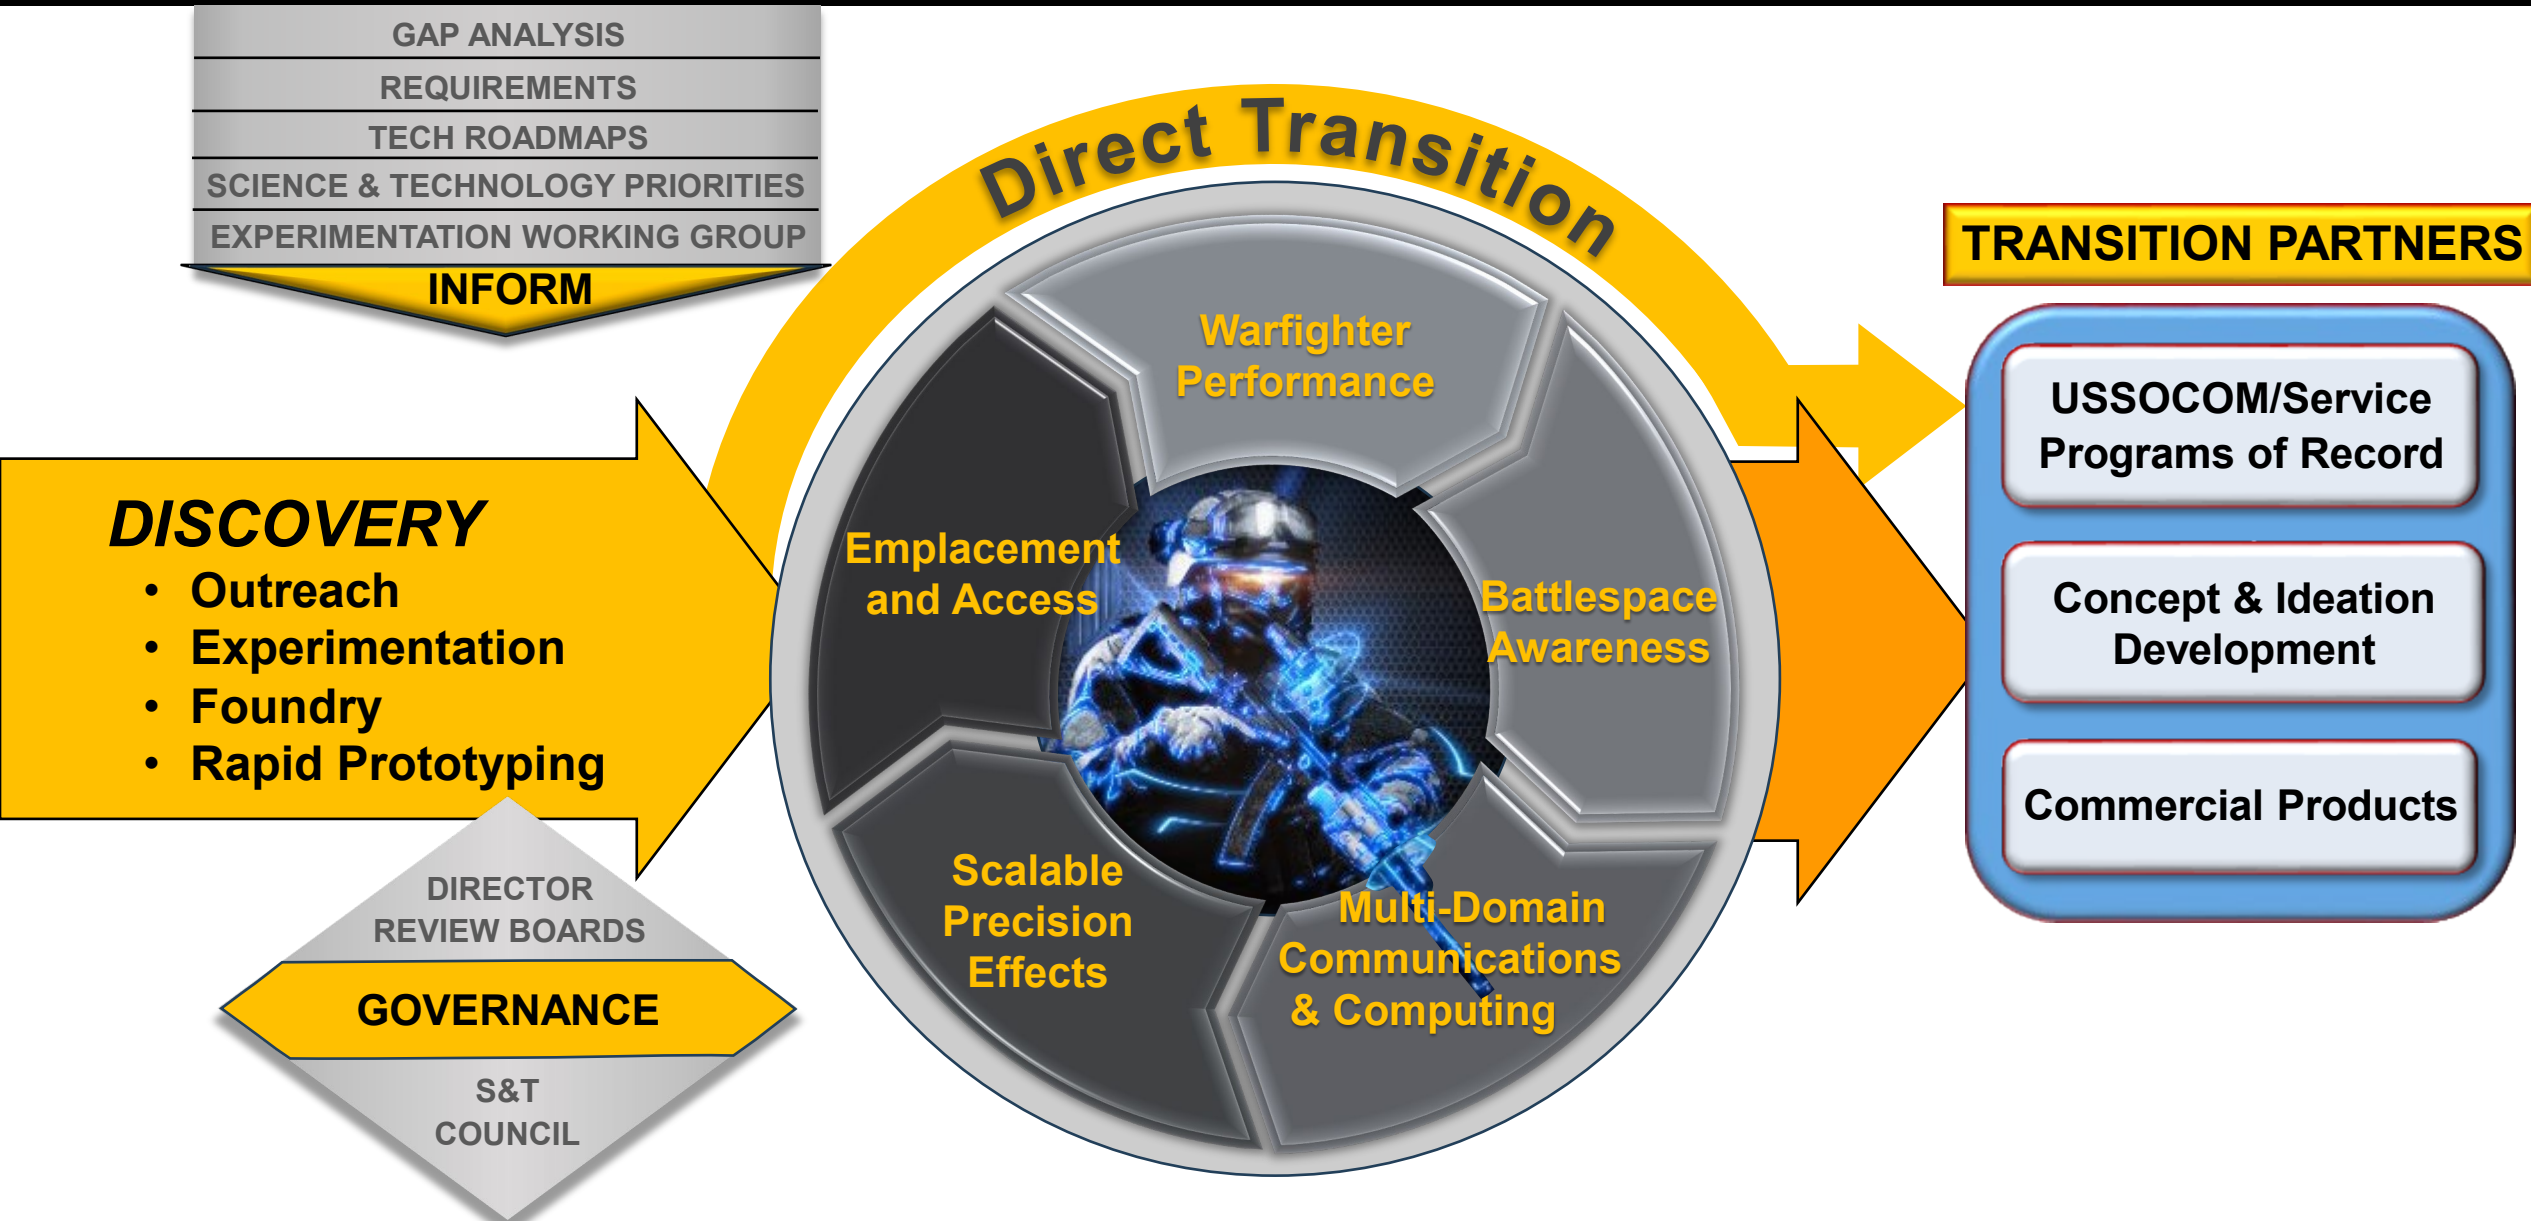 GAP ANALYSIS
REQUIREMENTS
TECH ROADMAPS
SCIENCE & TECHNOLOGY PRIORITIES
EXPERIMENTATION WORKING GROUP
INFORM
DISCOVERY
• Outreach
• Experimentation
• Foundry
• Rapid Prototyping
DIRECTOR
REVIEW BOARDS
GOVERNANCE
S&T
COUNCIL
Direct Transition
Warfighter
Performance
Emplacement
and Access
Battlespace
Awareness
Scalable
Precision
Effects
Multi-Domain
Communications
& Computing
TRANSITION PARTNERS
USSOCOM/Service
Programs of Record
Concept & Ideation
Development
Commercial Products